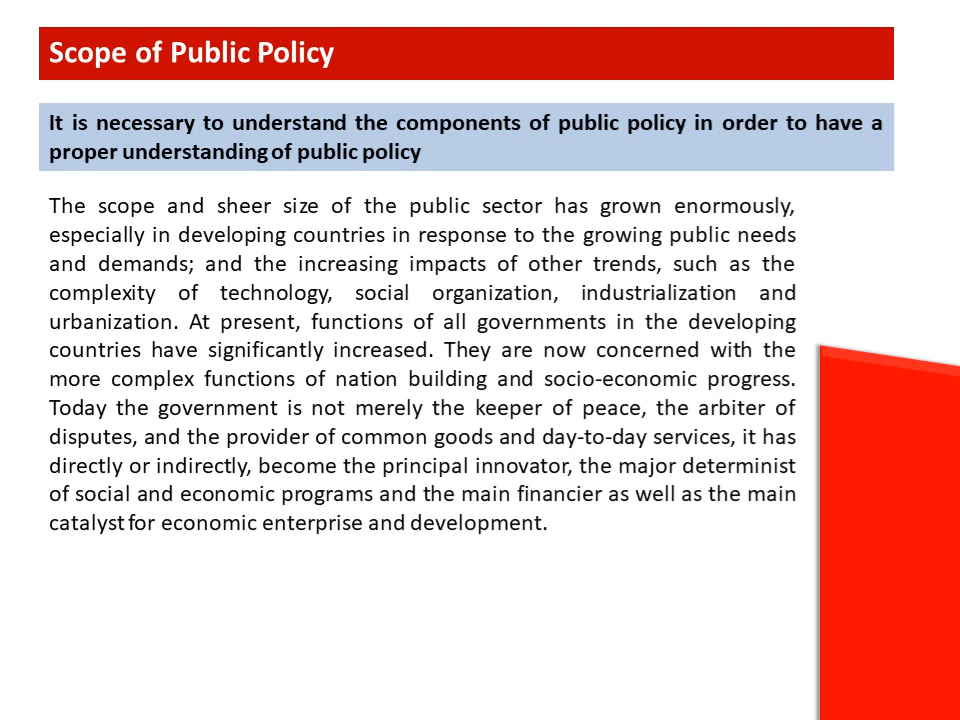 Scope of Public Policy
It is necessary to understand the components of public policy in order to have a
proper understanding of public policy
The scope and sheer size of the public sector has grown enormously,
especially in developing countries in response to the growing public needs
and demands; and the increasing impacts of other trends, such as the
complexity of technology, social organization, industrialization and
urbanization. At present, functions of all governments in the developing
countries have significantly increased. They are now concerned with the
more complex functions of nation building and socio-economic progress.
Today the government is not merely the keeper of peace, the arbiter of
disputes, and the provider of common goods and day-to-day services, it has
directly or indirectly, become the principal innovator, the major determinist
of social and economic programs and the main financier as well as the main
catalyst for economic enterprise and development.